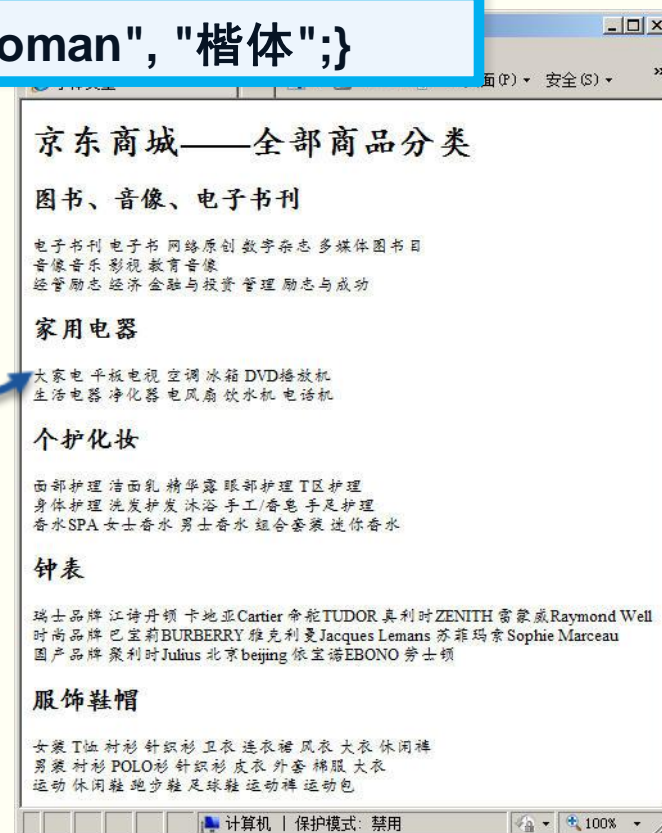 oman", "楷体";}
面(P) 安全(S) »
京东商城——全部商品分类
图书、音像、电子书刊
电子书刊 电子书 网络原创 数字杂志 多媒体图书目
音像音乐 影视 教育音像
经管励志 经济 金融与投资 管理 励志与成功
家用电器
大家电 平板电视 空调 冰箱 DVD播放机
生活电器 净化器 电风扇 饮水机 电话机
个护化妆
面部护理 洁面乳 精华露 眼部护理 T区护理
身体护理 洗发护发 沐浴 手工/香皂 手足护理
香水SPA 女士香水 男士香水 组合套装 迷你香水
钟表
瑞士品牌 江诗丹顿 卡地亚Cartier 帝舵TUDOR 真利时ZENITH 雷蒙威Raymond Well
时尚品牌 巴宝莉BURBERRY 雅克利曼Jacques Lemans 苏菲玛索Sophie Marceau
国产品牌 聚利时Julius 北京beijing 依宝诺EBONO 劳士顿
服饰鞋帽
女装 T恤 衬衫 针织衫 卫衣 连衣裙 风衣 大衣 休闲裤
男装 衬衫 POLO衫 针织衫 皮衣 外套 棉服 大衣
运动 休闲鞋 跑步鞋 足球鞋 运动裤 运动包
计算机 | 保护模式: 禁用 100%